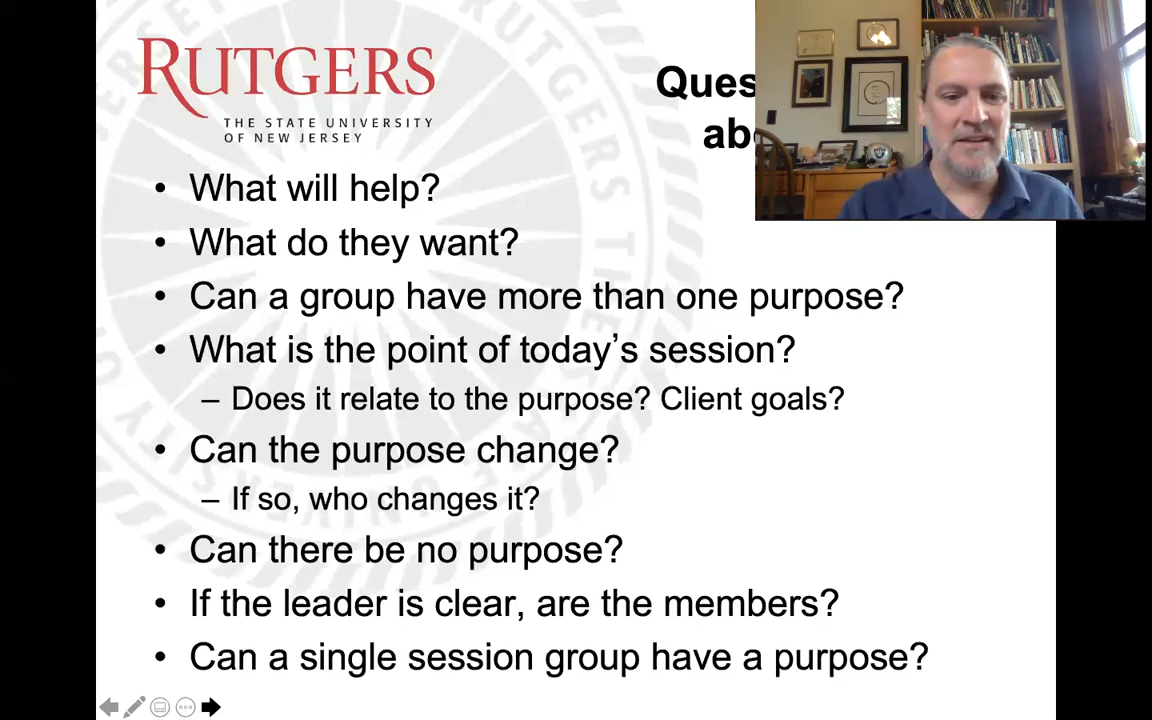 RUTGERS
THE STATE UNIVERSITY
OF NEW JERSEY
• What will help?
• What do they want?
• Can a group have more than one purpose?
• What is the point of today’s session?
– Does it relate to the purpose? Client goals?
• Can the purpose change?
– If so, who changes it?
• Can there be no purpose?
• If the leader is clear, are the members?
• Can a single session group have a purpose?